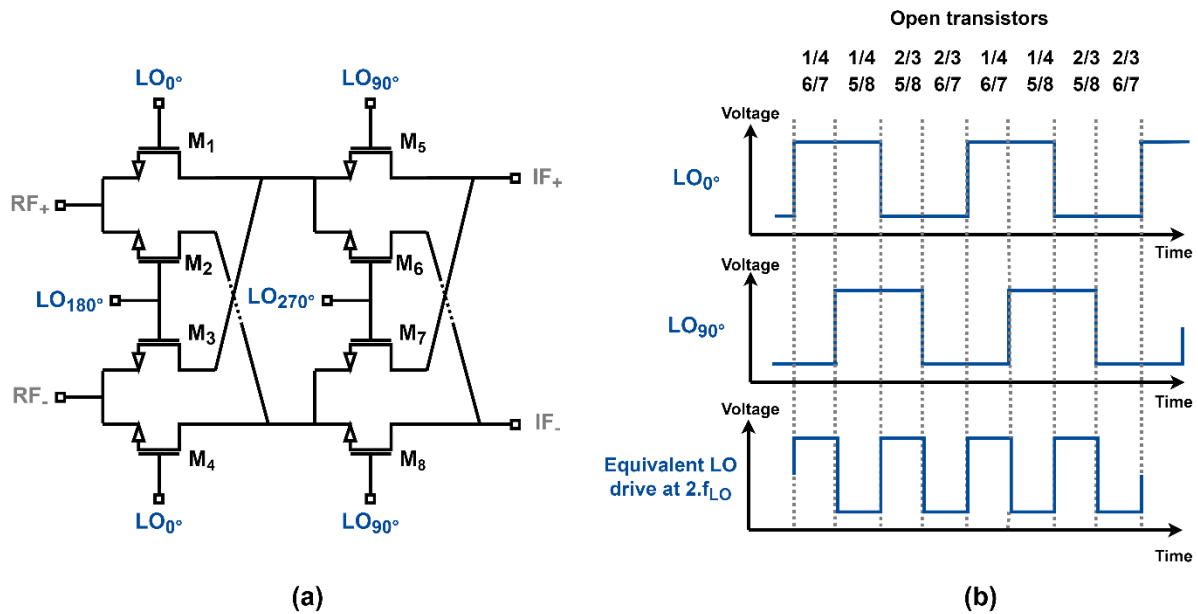 LO0°
LO90°
M1
M5
RF+
IF+
M2
M6
LO180°
LO270°
M3
M7
RF-
IF-
M4
M8
LO0°
LO90°
(a)
Open transistors
1/4 1/4 2/3 2/3 1/4 1/4 2/3 2/3
6/7 5/8 5/8 6/7 6/7 5/8 5/8 6/7
Voltage
LO0°
Time
Voltage
LO90°
Time
Voltage
Equivalent LO
drive at 2.fLO
Time
(b)